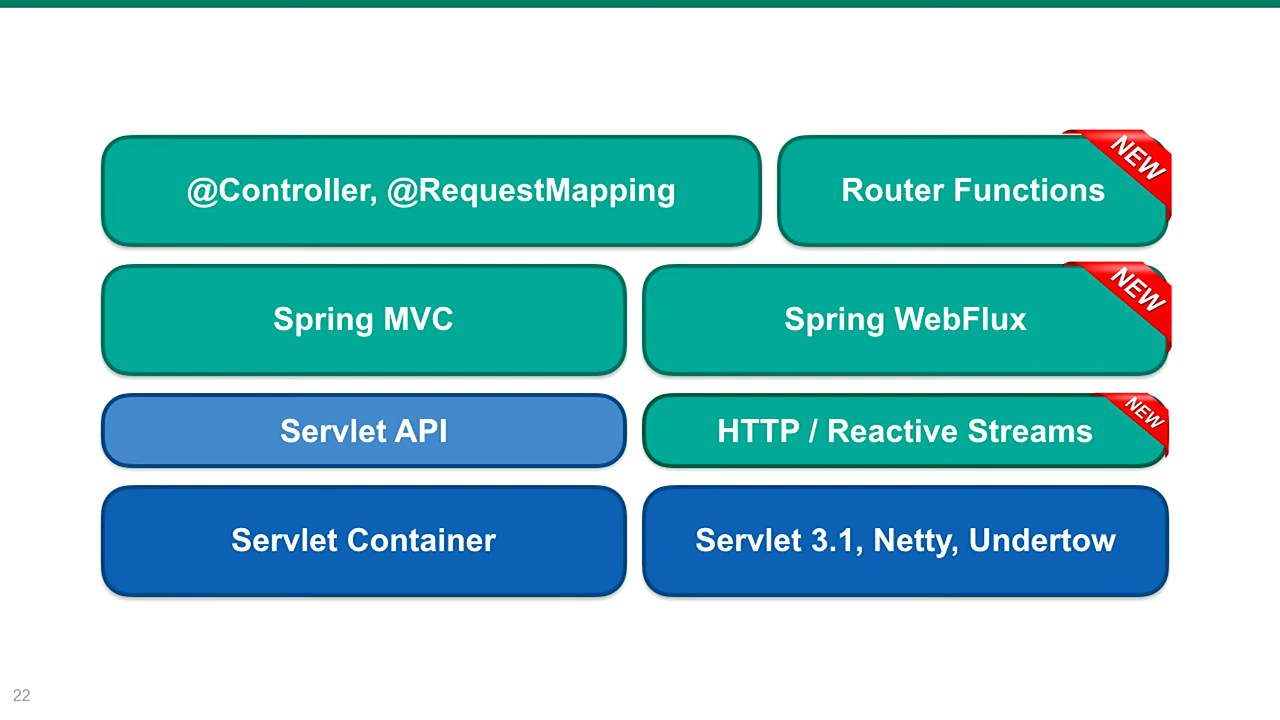 @Controller, @RequestMapping
Router Functions
NEW
Spring MVC
Spring WebFlux
NEW
Servlet API
HTTP / Reactive Streams
NEW
Servlet Container
Servlet 3.1, Netty, Undertow
22